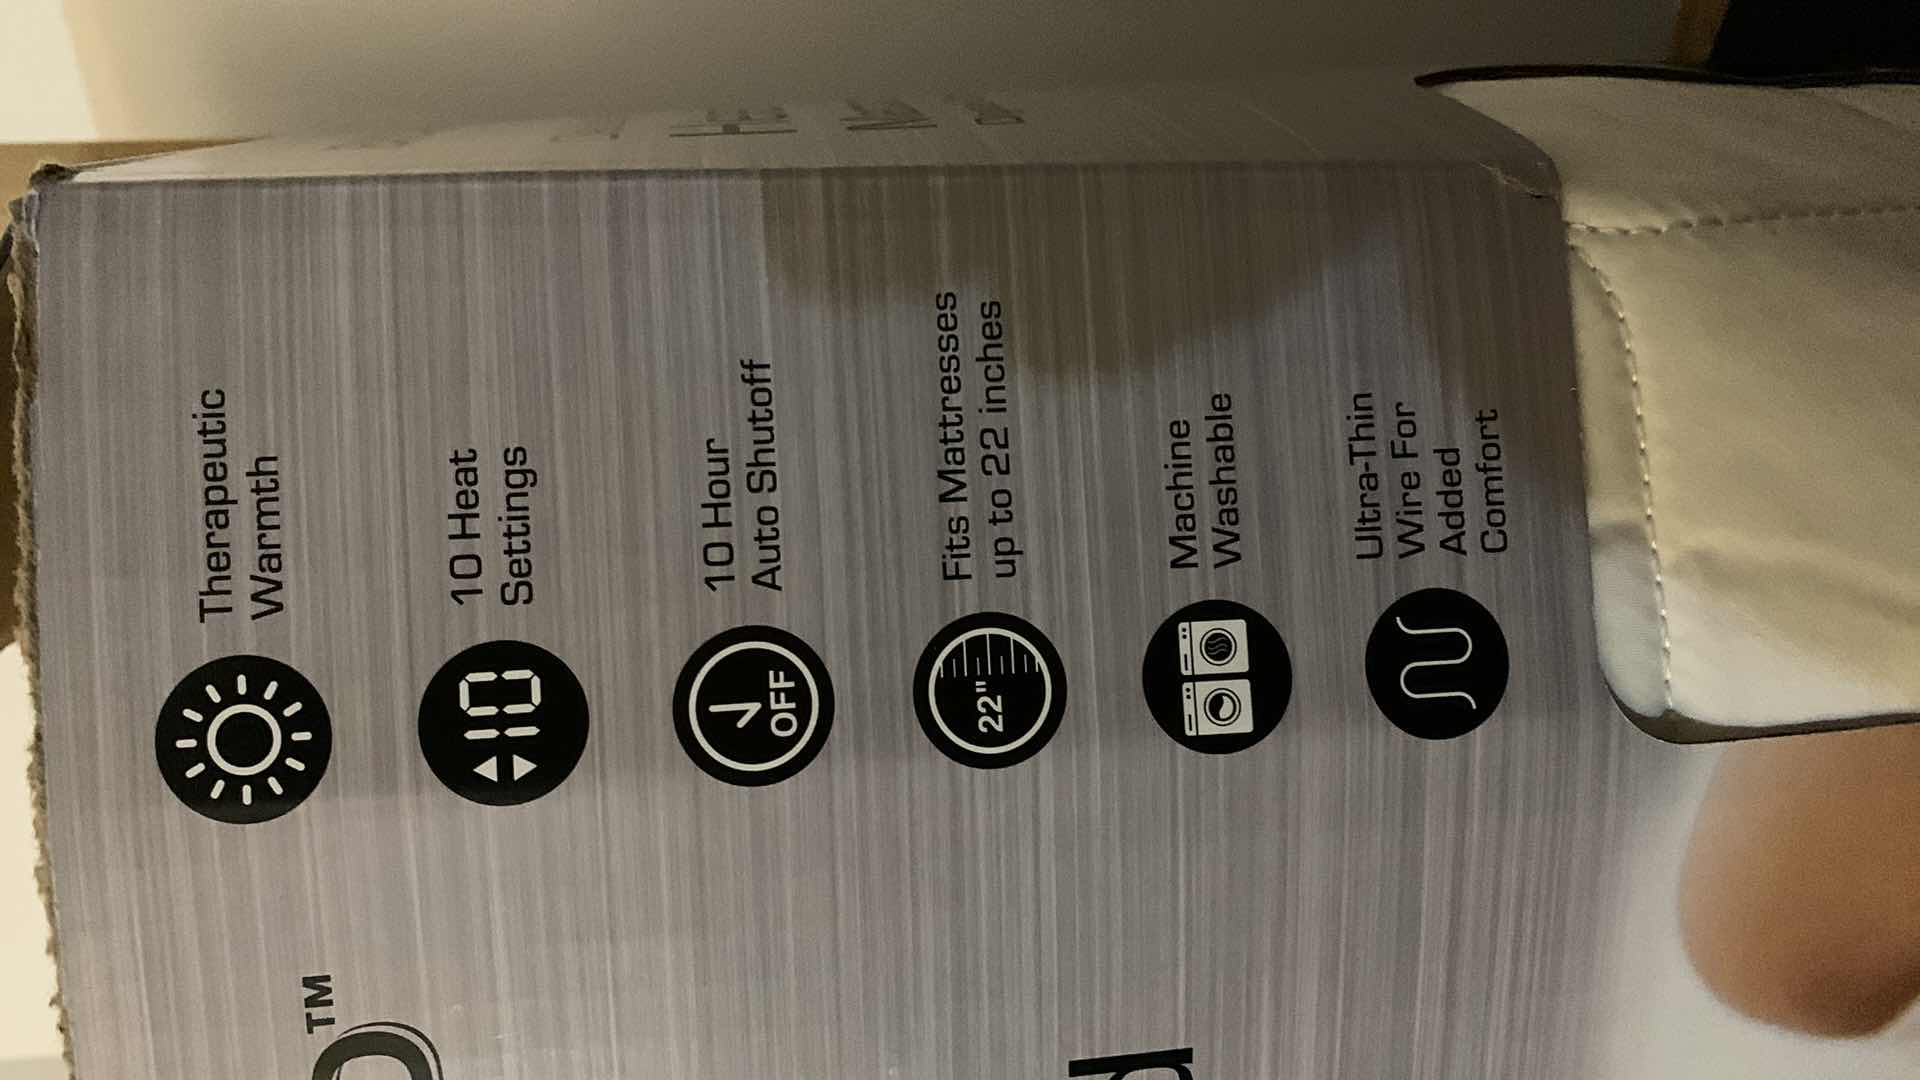 Therapeutic
Warmth
10
10 Heat
Settings
OFF
10 Hour
Auto Shutoff
22"
Fits Mattresses
up to 22 inches
Machine
Washable
Ultra-Thin
Wire For
Added
Comfort
TM